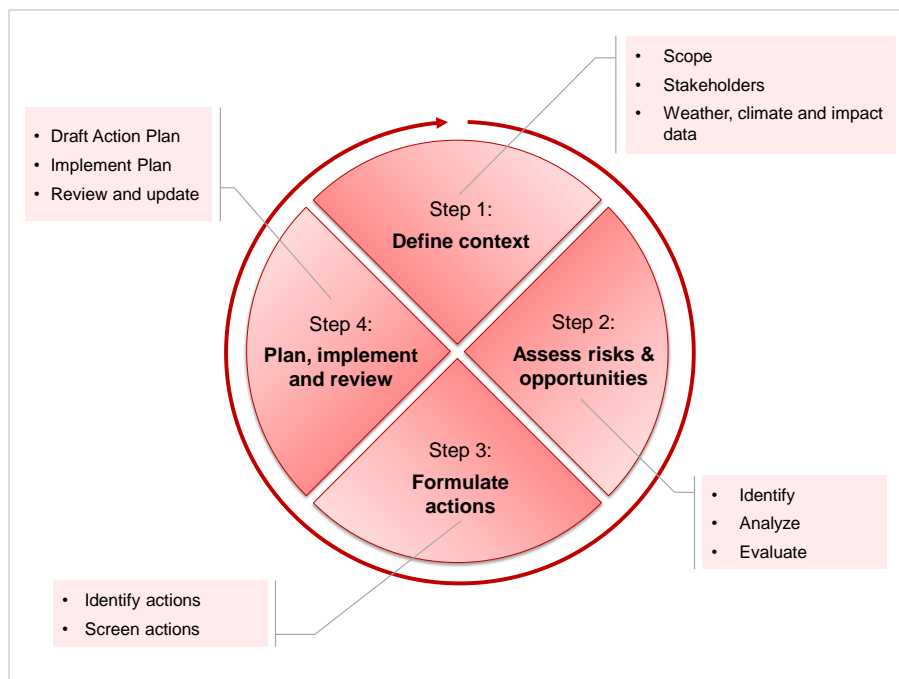 • Scope
• Stakeholders
• Weather, climate and impact
data
• Draft Action Plan
• Implement Plan
• Review and update
Step 1:
Define context
Step 2:
Assess risks &
opportunities
Step 4:
Plan, implement
and review
Step 3:
Formulate
actions
• Identify
• Analyze
• Evaluate
• Identify actions
• Screen actions